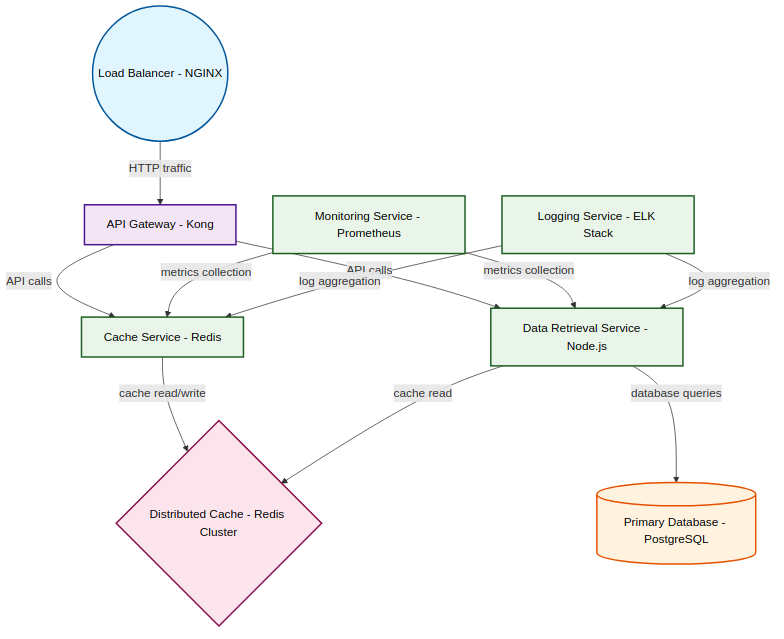 Load Balancer - NGINX
HTTP traffic
API Gateway - Kong
Monitoring Service -
Prometheus
Logging Service - ELK
Stack
API calls
metrics collection
API calls
log aggregation
metrics collection
log aggregation
Cache Service - Redis
Data Retrieval Service -
Node.js
cache read/write
cache read
database queries
Distributed Cache - Redis
Cluster
Primary Database -
PostgreSQL